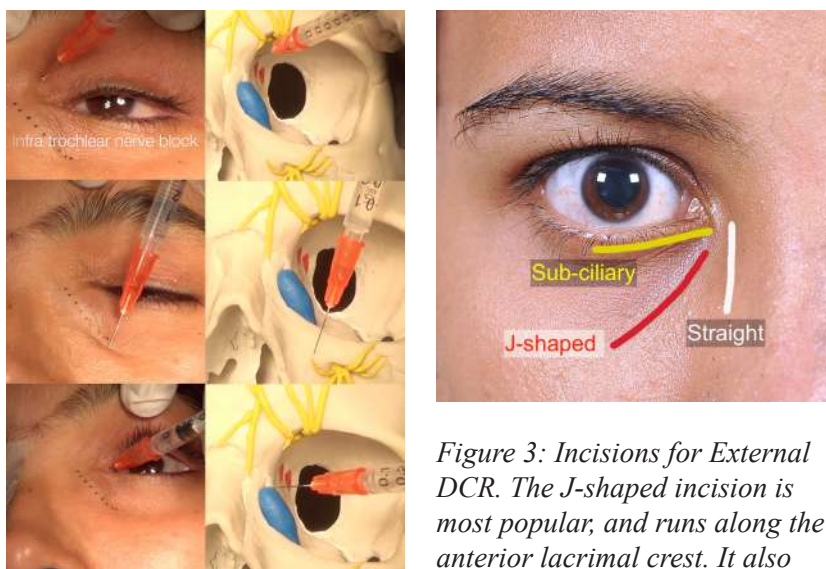 Infra trochlear nerve block
Sub-ciliary
J-shaped
Straight
Figure 3: Incisions for External
DCR. The J-shaped incision is
most popular, and runs along the
anterior lacrimal crest. It also